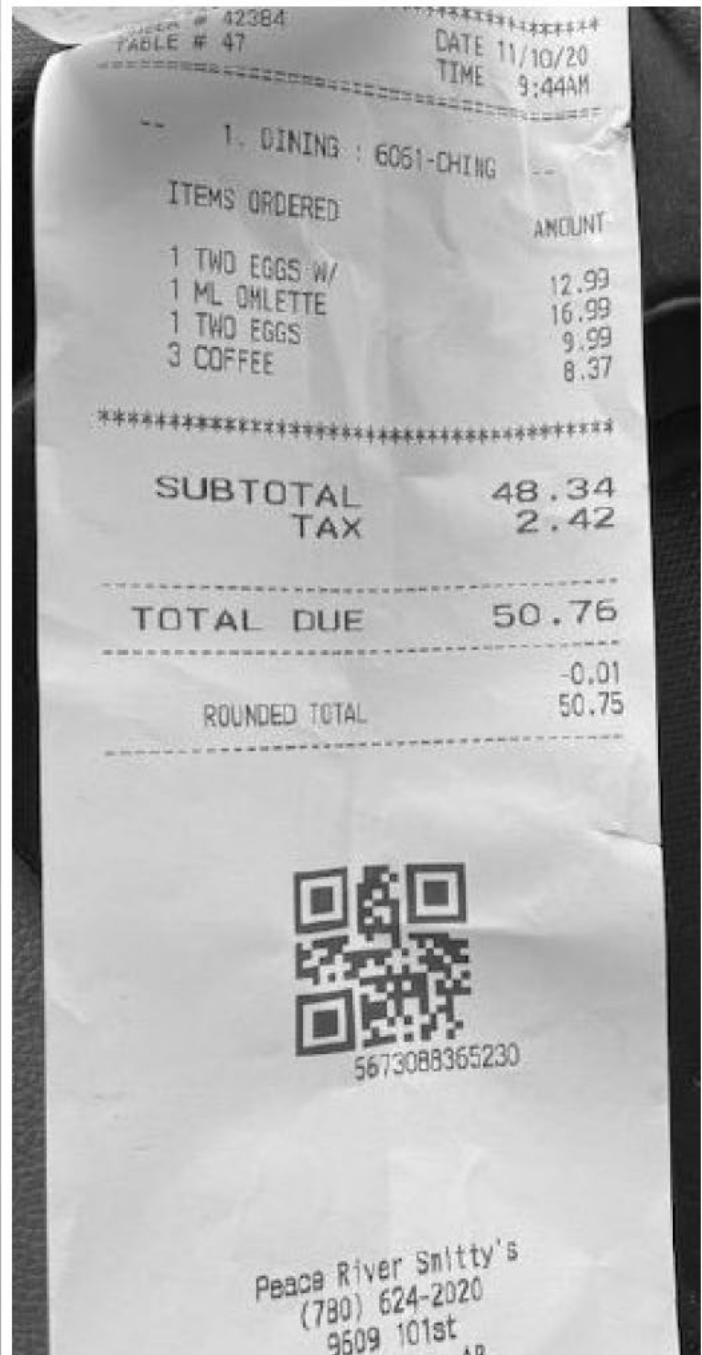 # 42384
TABLE # 47
DATE 11/10/20
TIME 9:44AM
-- 1. DINING : 6061-CHING --
ITEMS ORDERED AMOUNT
1 TWO EGGS W/ 12.99
1 ML OMLETTE 16.99
1 TWO EGGS 9.99
3 COFFEE 8.37
SUBTOTAL 48.34
TAX 2.42
TOTAL DUE 50.76
-0.01
ROUNDED TOTAL 50.75
5673088365230
Peace River Smitty's
(780) 624-2020
9609 101st